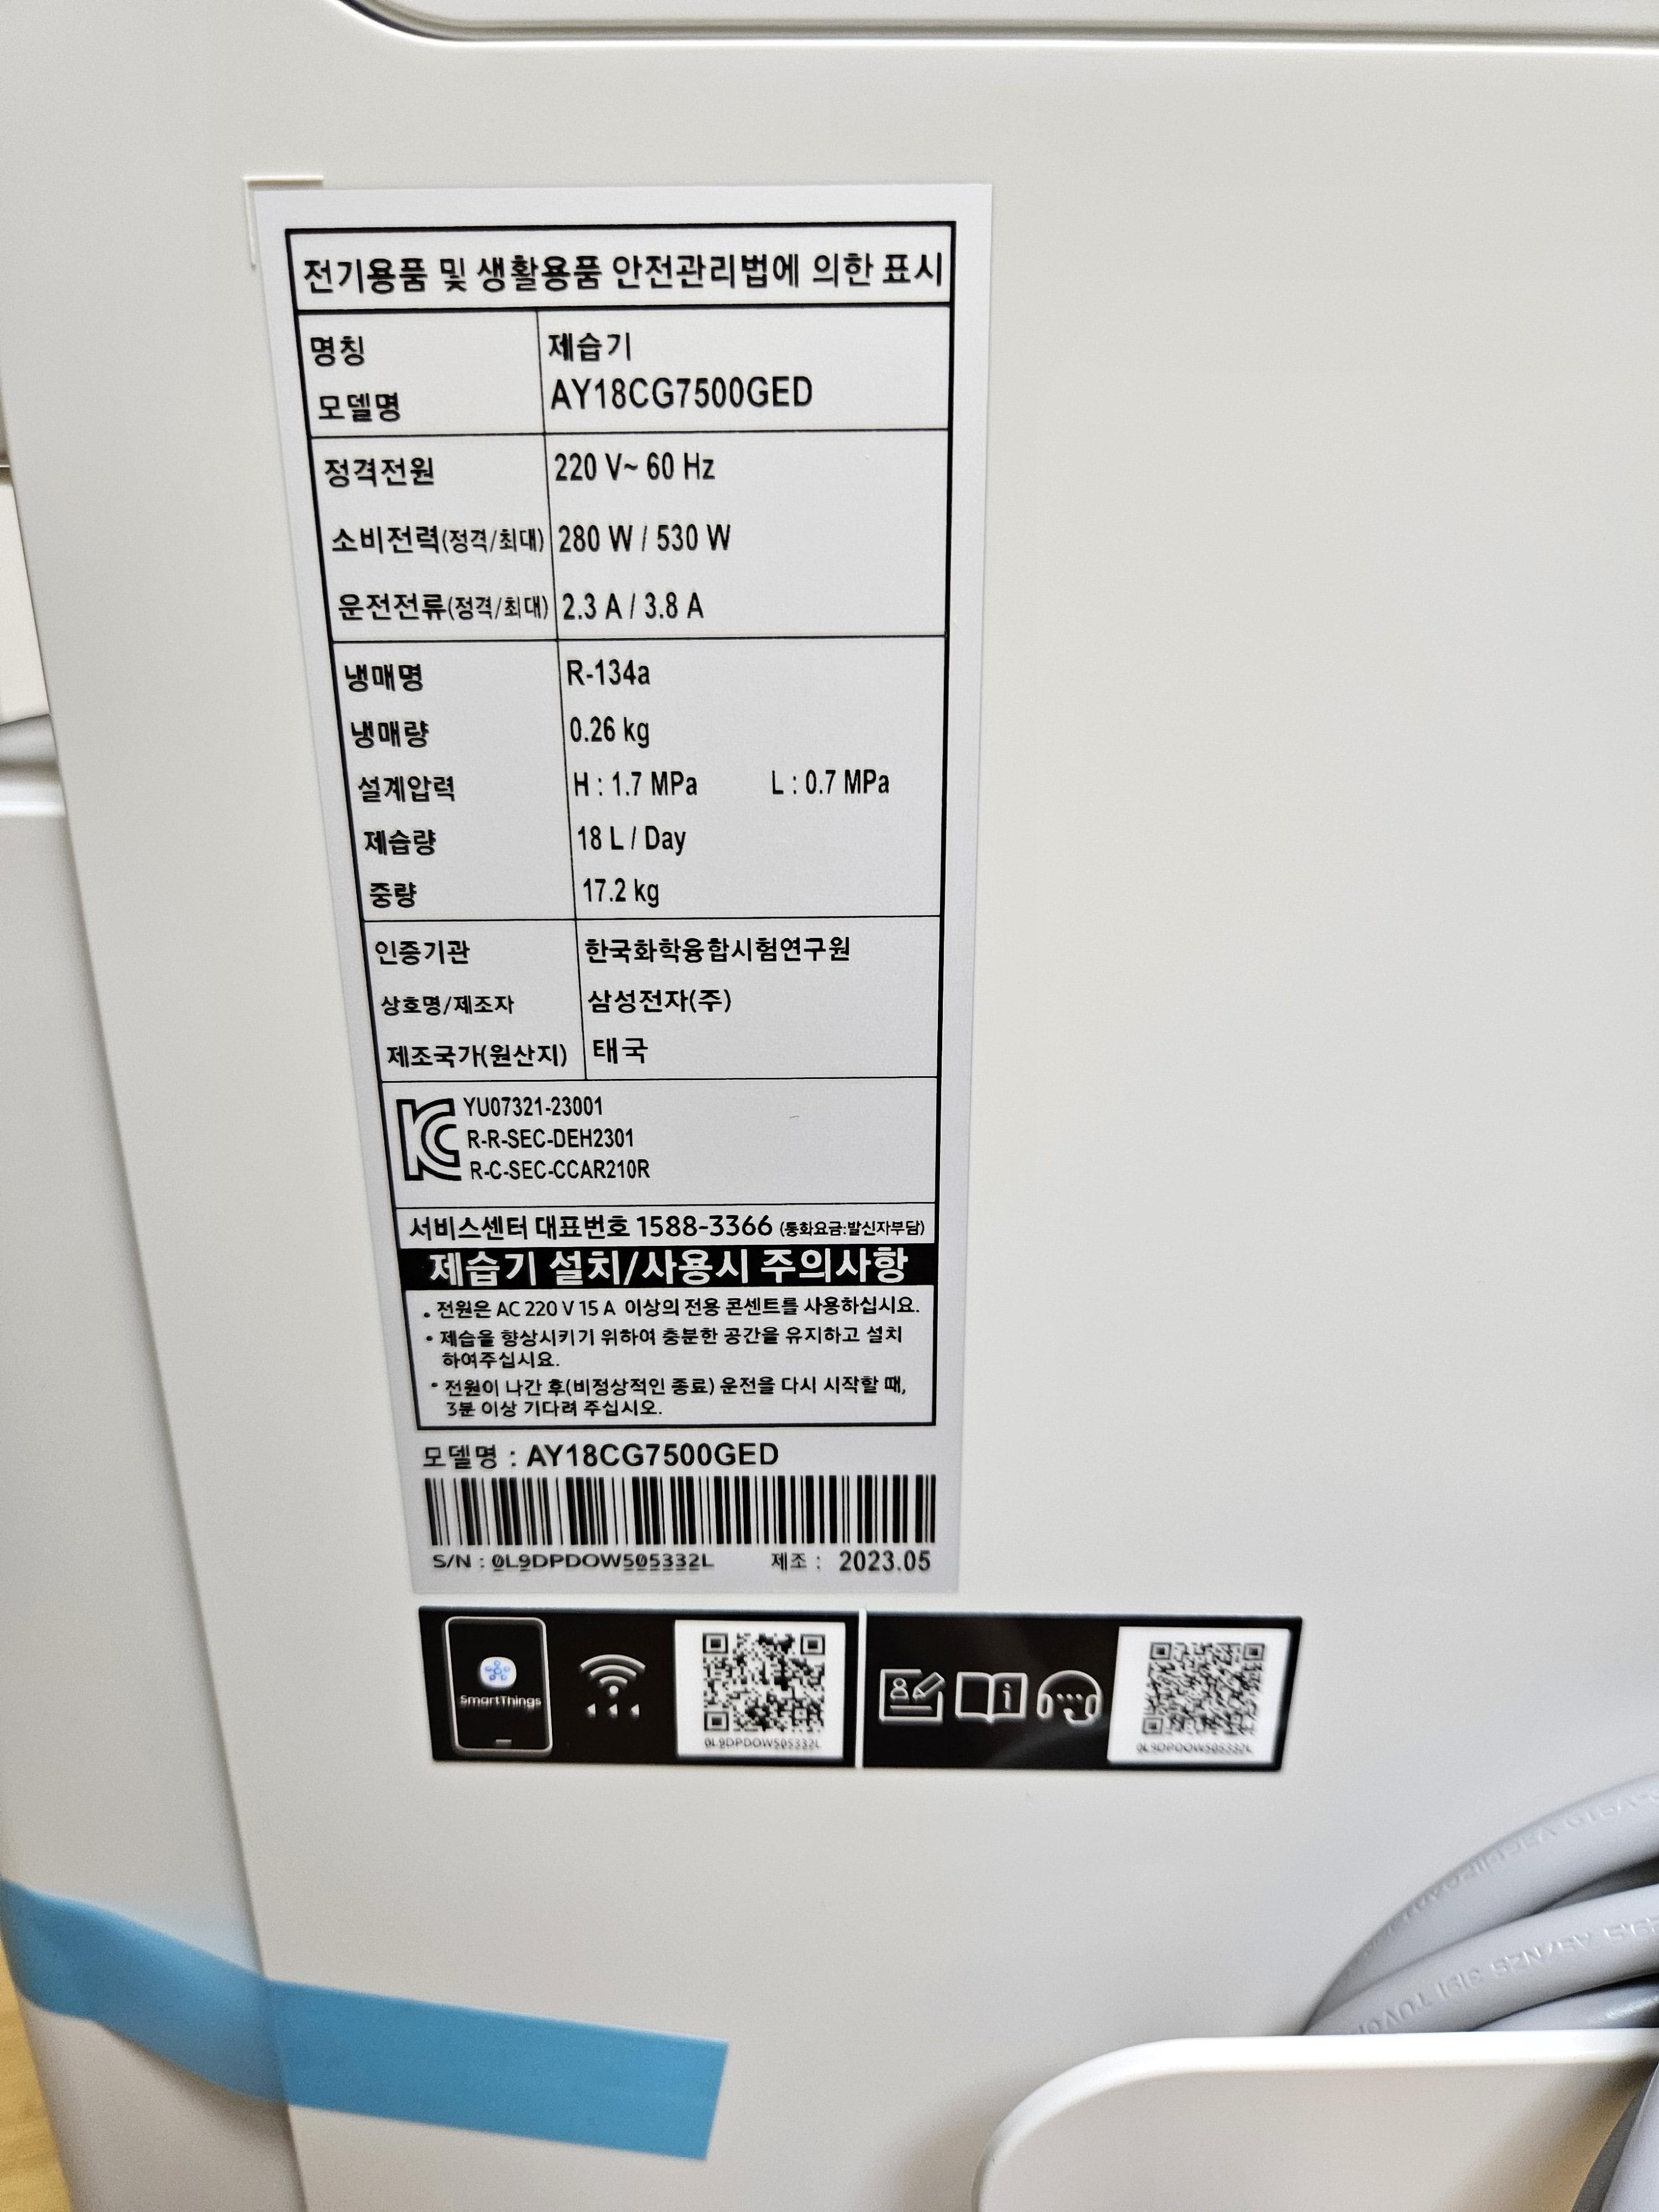 전기용품 및 생활용품 안전관리법에 의한 표시
명칭 제습기
모델명 AY18CG7500GED
정격전원 220 V~ 60 Hz
소비전력(정격/최대) 280 W / 530 W
운전전류(정격/최대) 2.3 A / 3.8 A
냉매명 R-134a
냉매량 0.26 kg
설계압력 H : 1.7 MPa L : 0.7 MPa
제습량 18 L / Day
중량 17.2 kg
인증기관 한국화학융합시험연구원
상호명/제조자 삼성전자(주)
제조국가(원산지) 태국
YU07321-23001
R-R-SEC-DEH2301
R-C-SEC-CCAR210R
서비스센터 대표번호 1588-3366 (통화요금:발신자부담)
제습기 설치/사용시 주의사항
• 전원은 AC 220 V 15 A 이상의 전용 콘센트를 사용하십시요.
• 제습을 향상시키기 위하여 충분한 공간을 유지하고 설치
하여주십시요.
• 전원이 나간 후(비정상적인 종료) 운전을 다시 시작할 때,
3분 이상 기다려 주십시오.
모델명 : AY18CG7500GED
S/N : 0L9DPDOW505332L 제조 : 2023.05
SmartThings
0L9DPDOW505332L
0L9DPDOW505332L